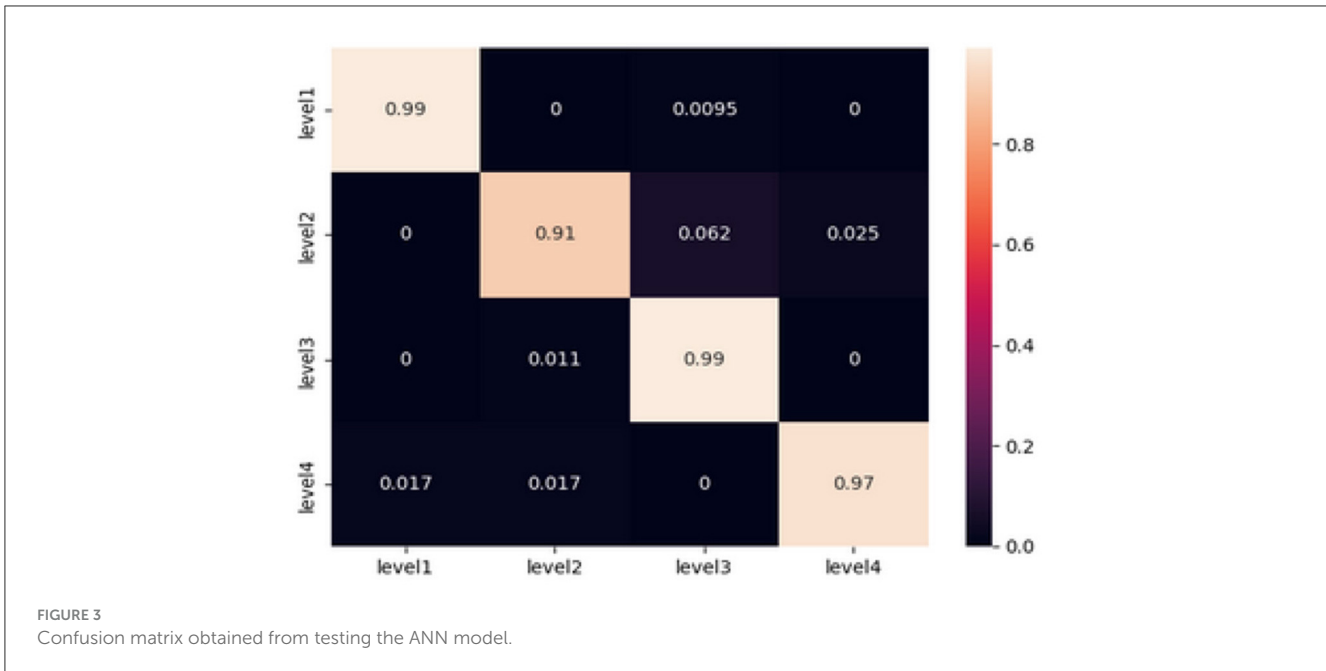 level1 0.99 0 0.0095 0
0.8
level2 0 0.91 0.062 0.025
0.6
0.4
level3 0 0.011 0.99 0
0.2
level4 0.017 0.017 0 0.97
0.0
level1 level2 level3 level4
FIGURE 3
Confusion matrix obtained from testing the ANN model.